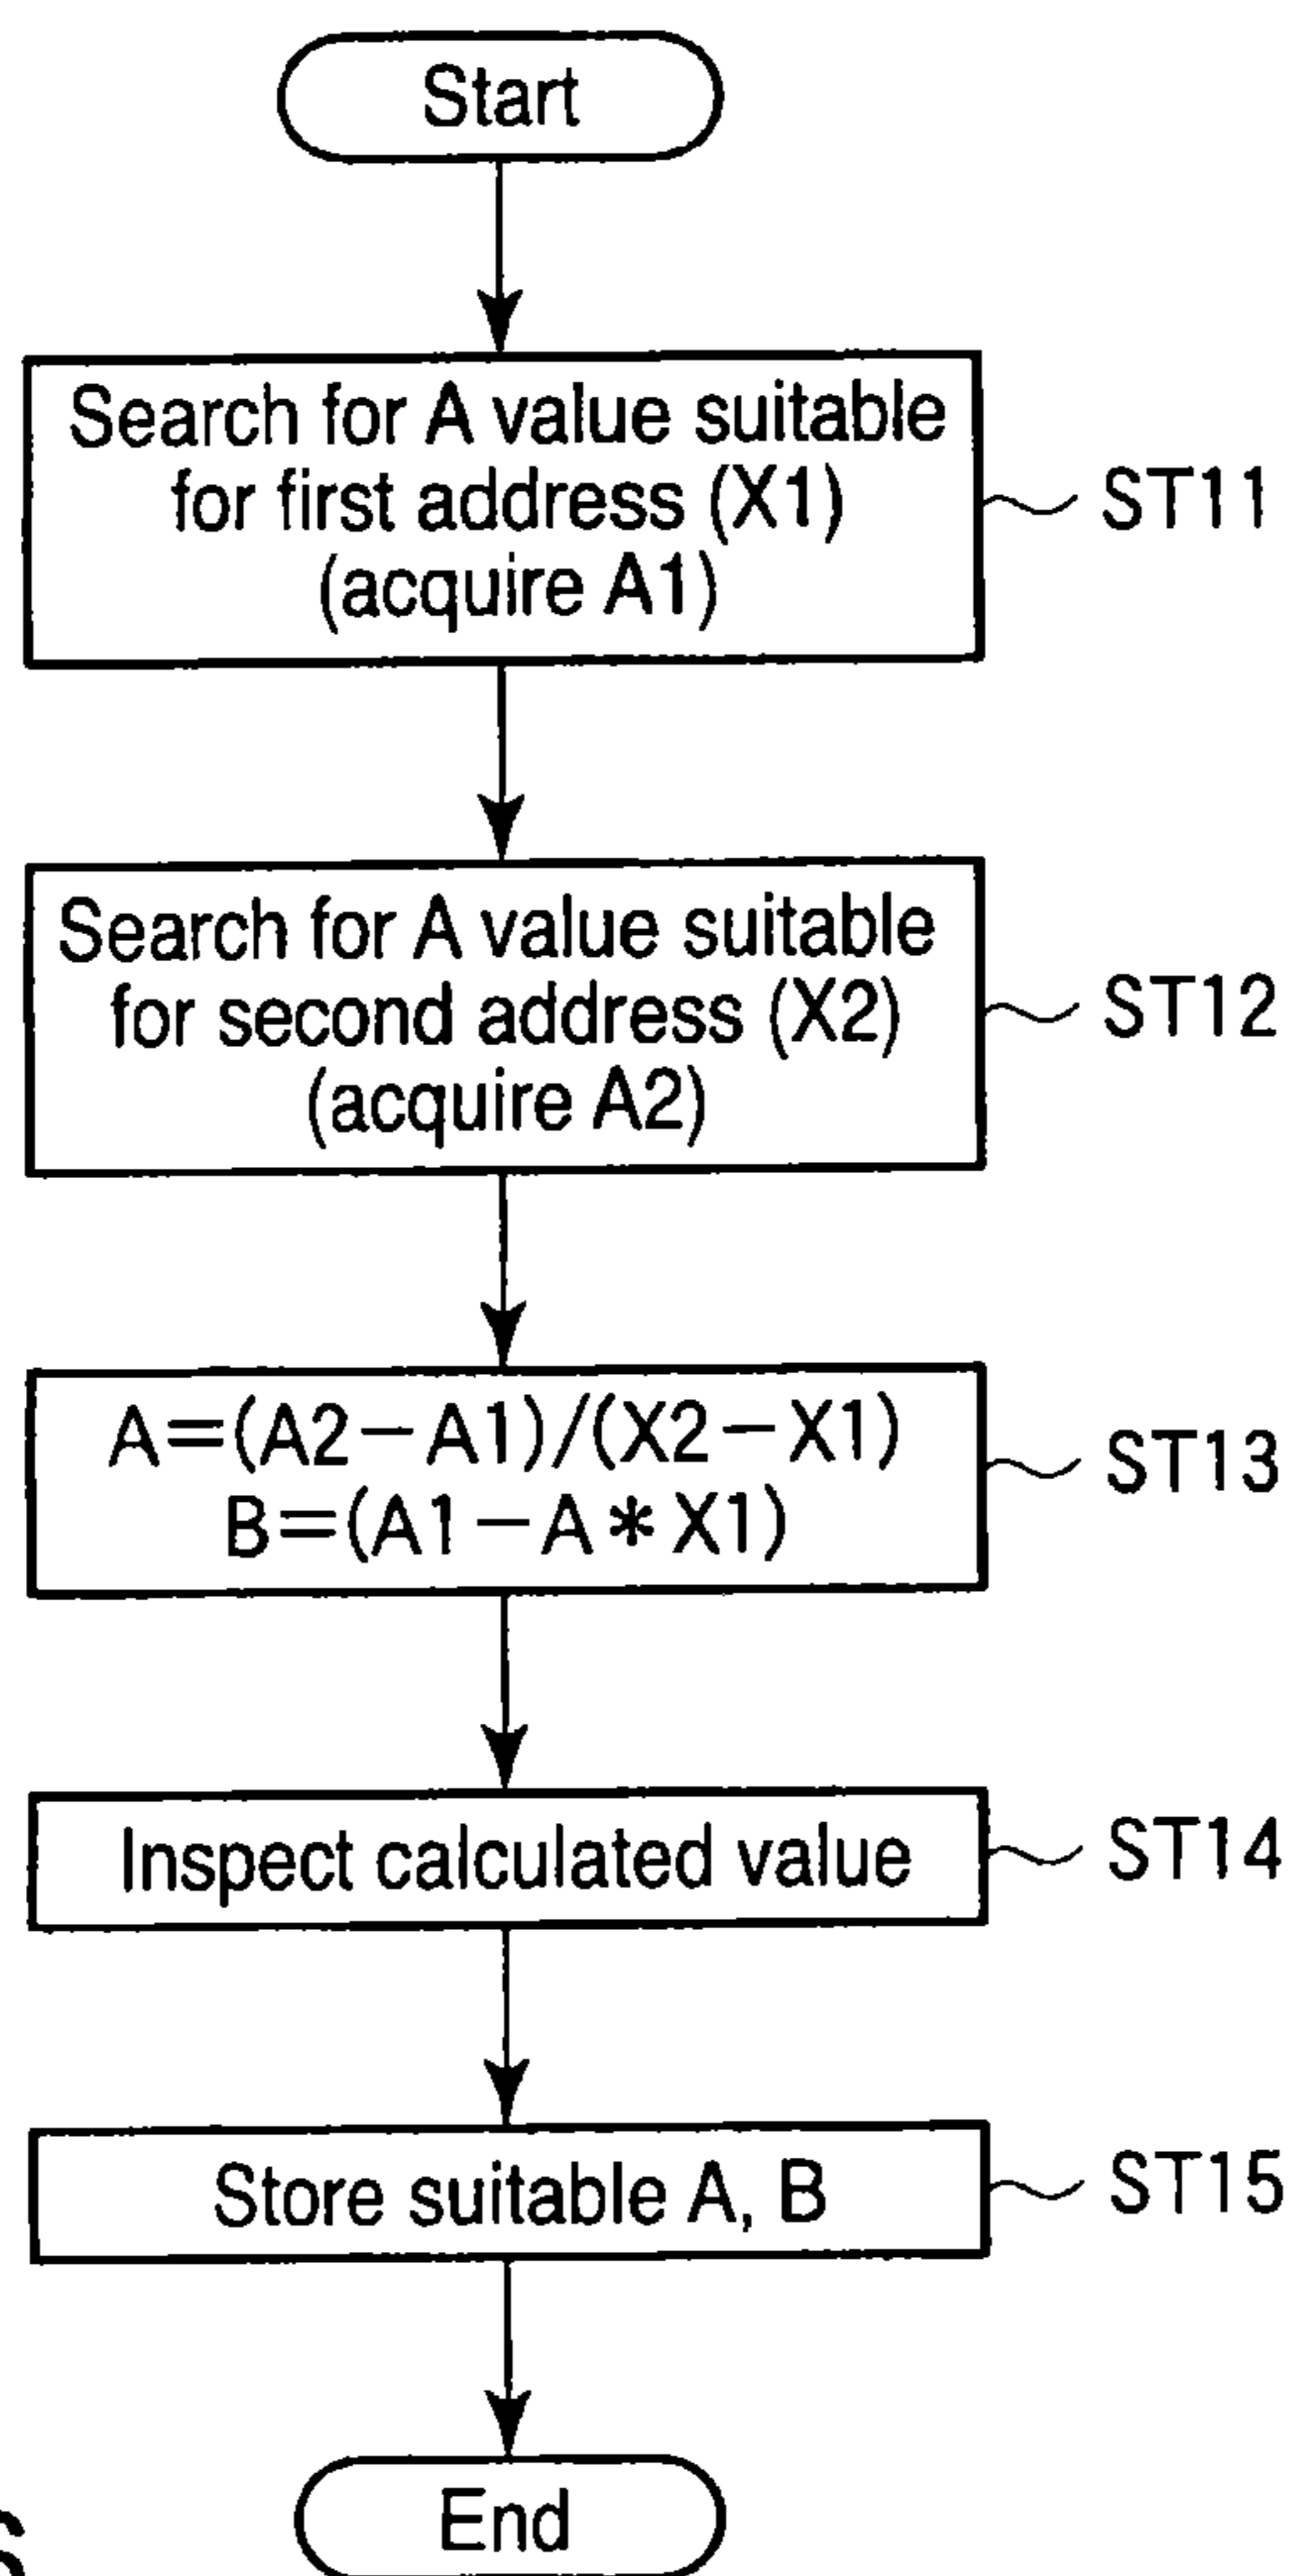 Start
Search for A value suitable
for first address (X1)
(acquire A1)
ST11
Search for A value suitable
for second address (X2)
(acquire A2)
ST12
A=(A2-A1)/(X2-X1)
B=(A1-A*X1)
ST13
Inspect calculated value
ST14
Store suitable A, B
ST15
End